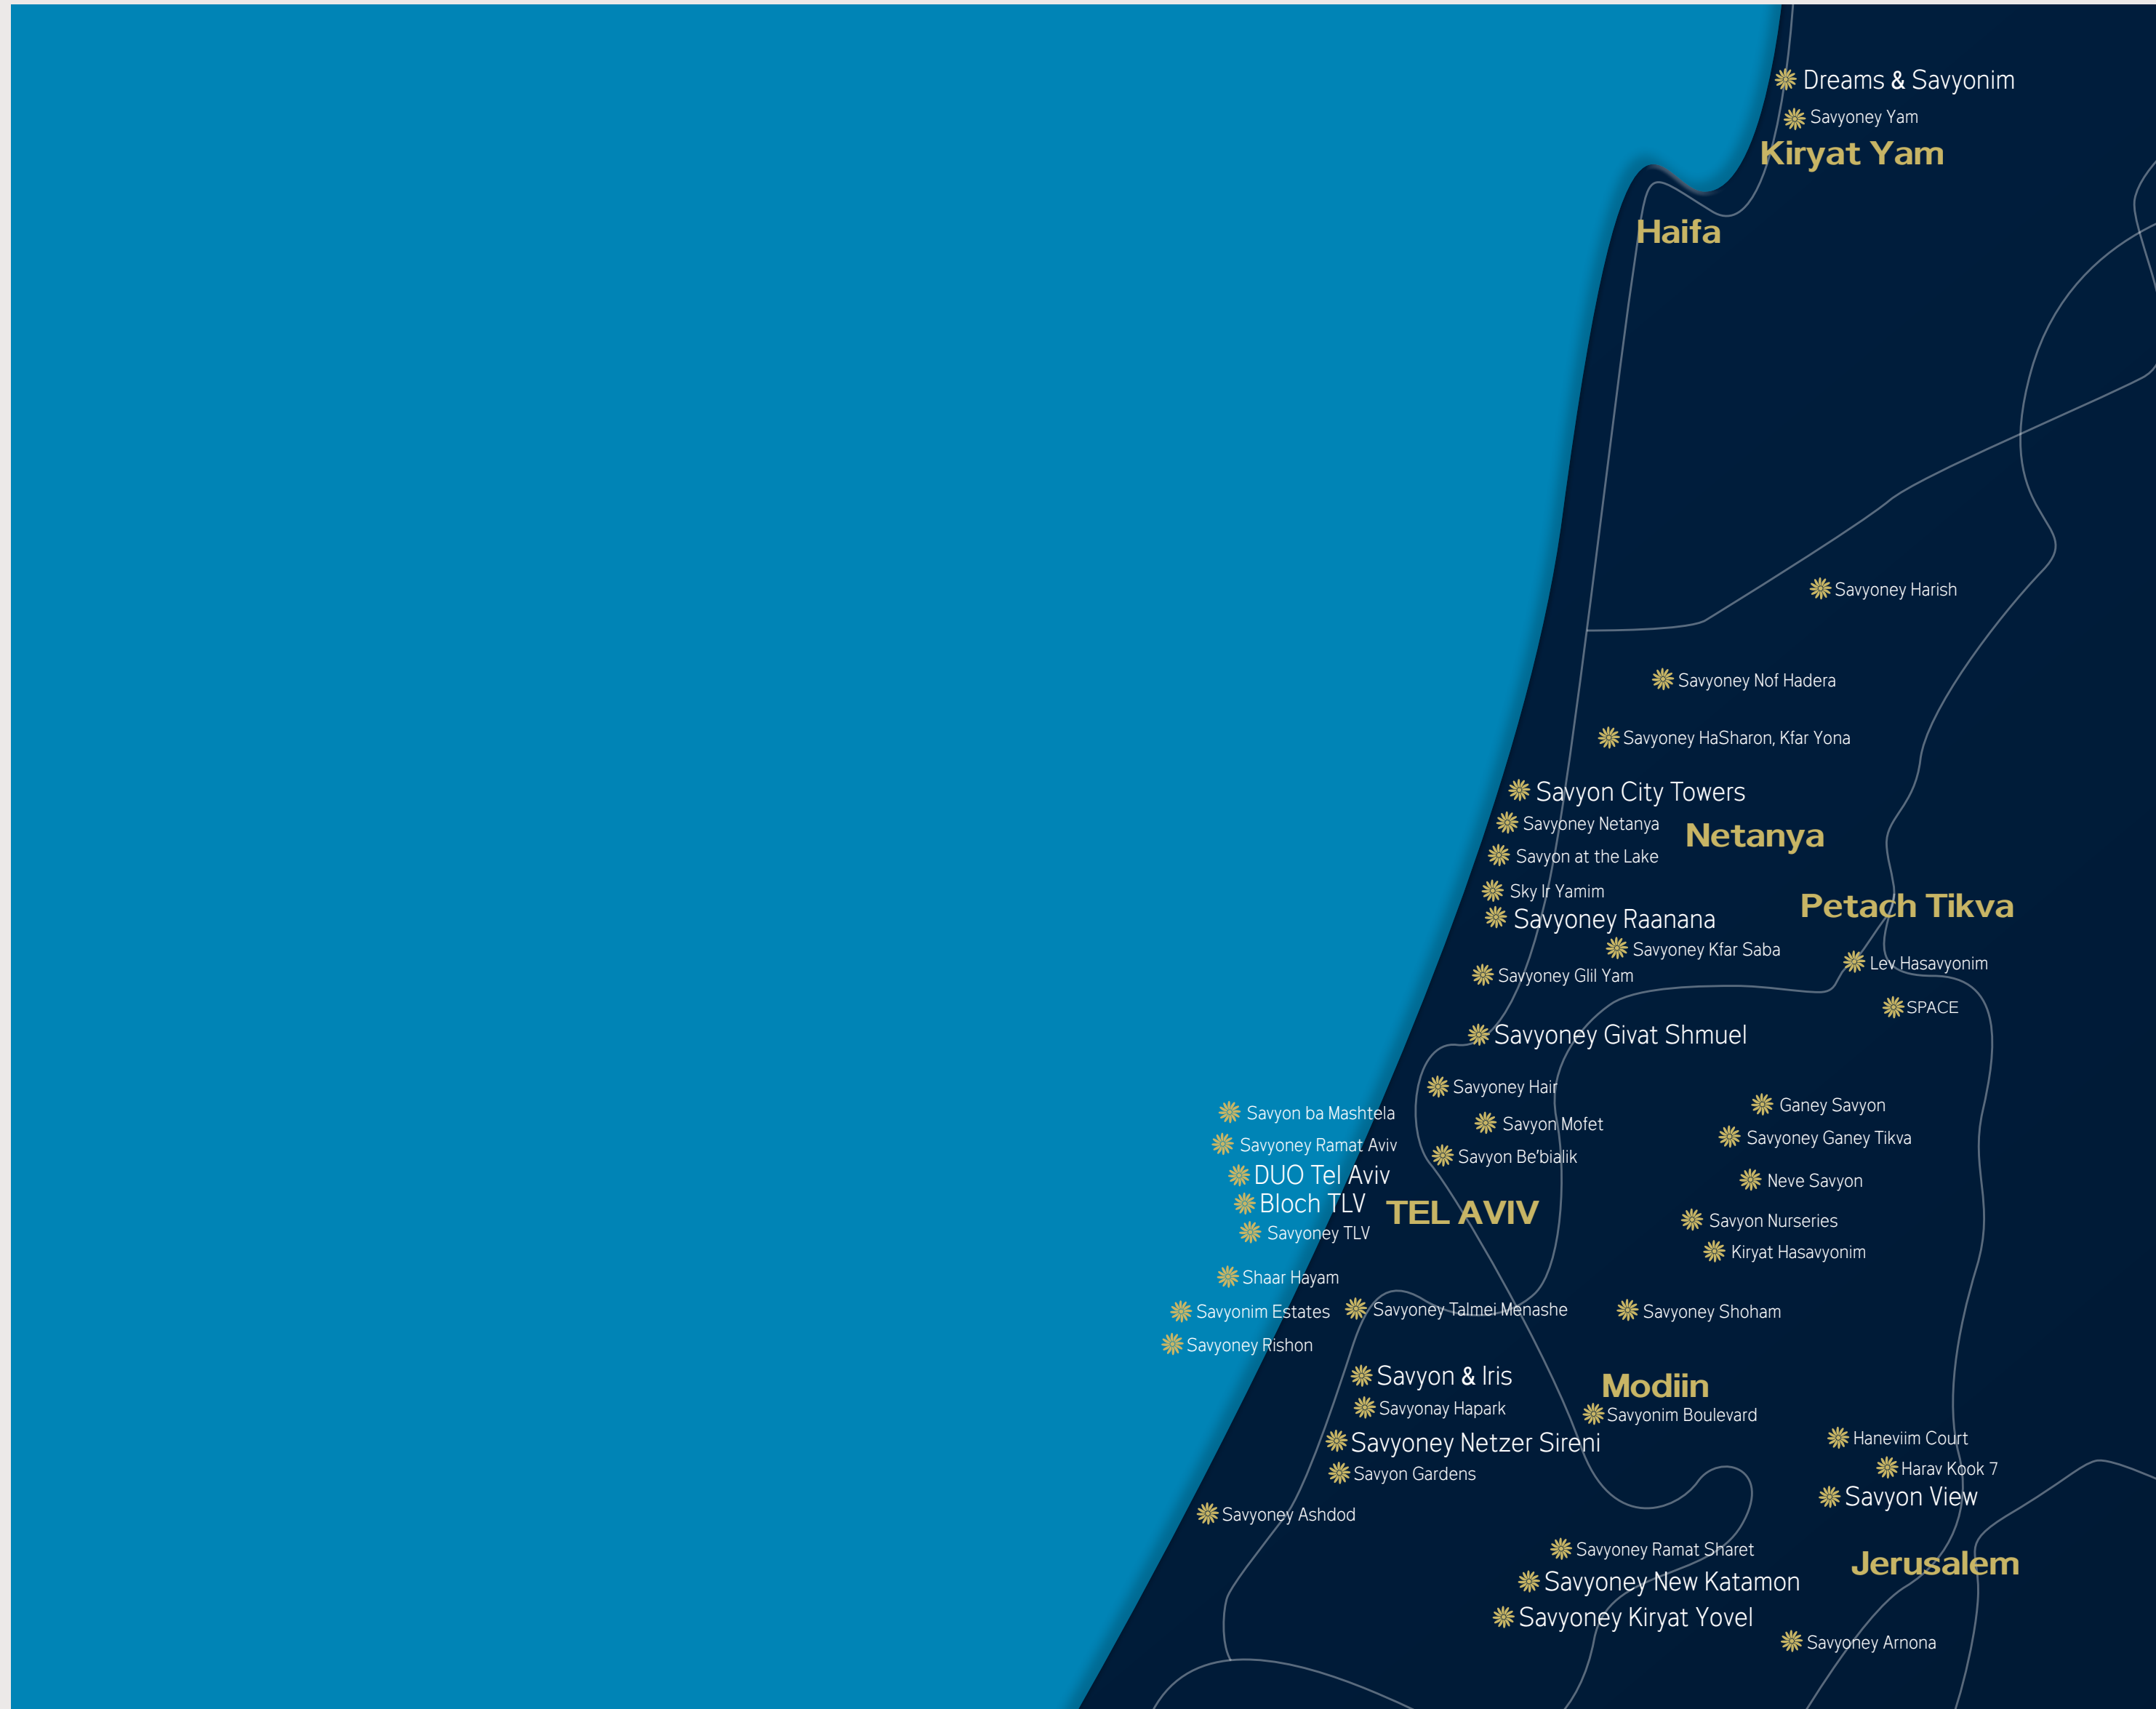 Dreams & Savyonim
Savyoney Yam
Kiryat Yam
Haifa
Savyoney Harish
Savyoney Nof Hadera
Savyoney HaSharon, Kfar Yona
Savyon City Towers
Savyoney Netanya
Netanya
Savyon at the Lake
Sky Ir Yamim
Petach Tikva
Savyoney Raanana
Savyoney Kfar Saba
Lev Hasavyonim
Savyoney Glil Yam
SPACE
Savyoney Givat Shmuel
Savyoney Hair
Ganey Savyon
Savyon ba Mashtela
Savyon Mofet
Savyoney Ganey Tikva
Savyoney Ramat Aviv
Savyon Be'bialik
DUO Tel Aviv
Neve Savyon
Bloch TLV
TEL AVIV
Savyon Nurseries
Savyoney TLV
Kiryat Hasavyonim
Shaar Hayam
Savyonim Estates
Savyoney Talmei Menashe
Savyoney Shoham
Savyoney Rishon
Savyon & Iris
Modiin
Savyonay Hapark
Savyonim Boulevard
Savyoney Netzer Sireni
Haneviim Court
Savyon Gardens
Harav Kook 7
Savyon View
Savyoney Ashdod
Savyoney Ramat Sharet
Jerusalem
Savyoney New Katamon
Savyoney Kiryat Yovel
Savyoney Arnona